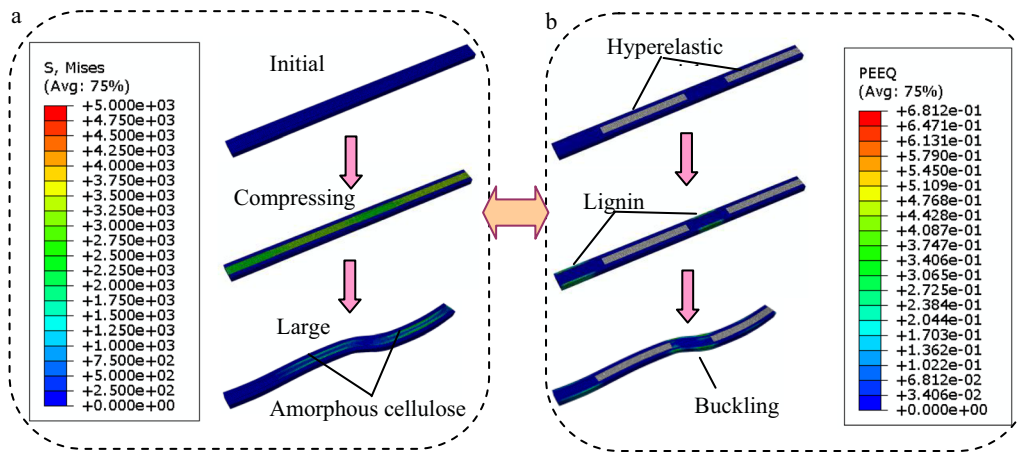 a
S, Mises
(Avg: 75%)
+5.000e+03
+4.750e+03
+4.500e+03
+4.250e+03
+4.000e+03
+3.750e+03
+3.500e+03
+3.250e+03
+3.000e+03
+2.750e+03
+2.500e+03
+2.250e+03
+2.000e+03
+1.750e+03
+1.500e+03
+1.250e+03
+1.000e+03
+7.500e+02
+5.000e+02
+2.500e+02
+0.000e+00
Initial
Compressing
Large
Amorphous cellulose
b
Hyperelastic
Lignin
Buckling
PEEQ
(Avg: 75%)
+6.812e-01
+6.471e-01
+6.131e-01
+5.790e-01
+5.450e-01
+5.109e-01
+4.768e-01
+4.428e-01
+4.087e-01
+3.747e-01
+3.406e-01
+3.065e-01
+2.725e-01
+2.384e-01
+2.044e-01
+1.703e-01
+1.362e-01
+1.022e-01
+6.812e-02
+3.406e-02
+0.000e+00